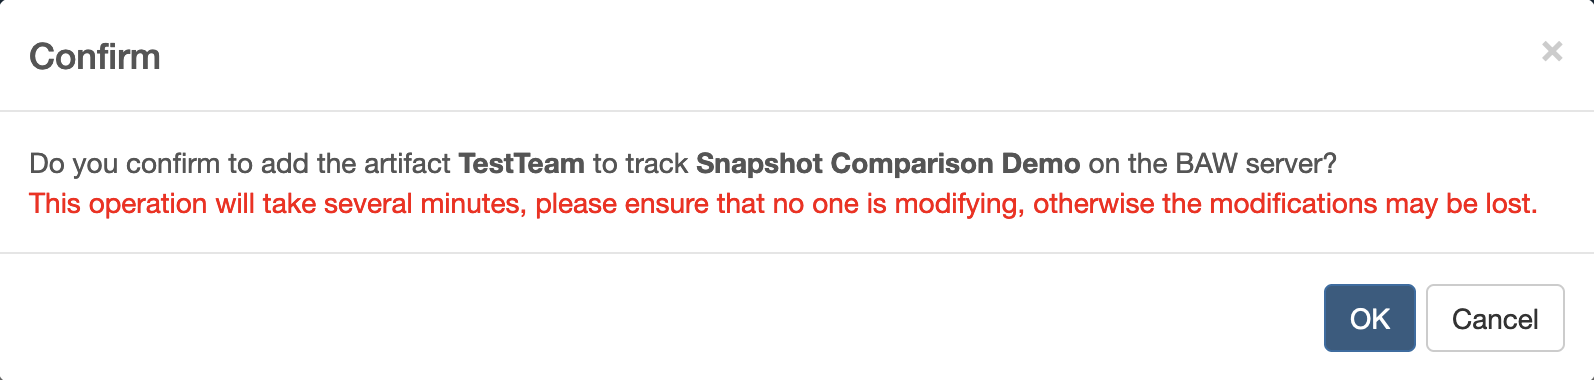 Confirm
×
Do you confirm to add the artifact TestTeam to track Snapshot Comparison Demo on the BAW server?
This operation will take several minutes, please ensure that no one is modifying, otherwise the modifications may be lost.
OK Cancel